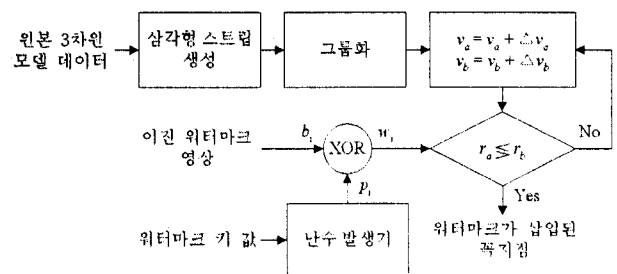 원본 3차원
모델 데이터
삼각형 스트립
생성
그룹화
v_a = v_a + △v_a
v_b = v_b + △v_b
이진 워터마크
영상
b_i
XOR
w_i
r_a ≦ r_b
No
Yes
p_i
워터마크 키 값
난수 발생기
워터마크가 삽입된
꼭지점